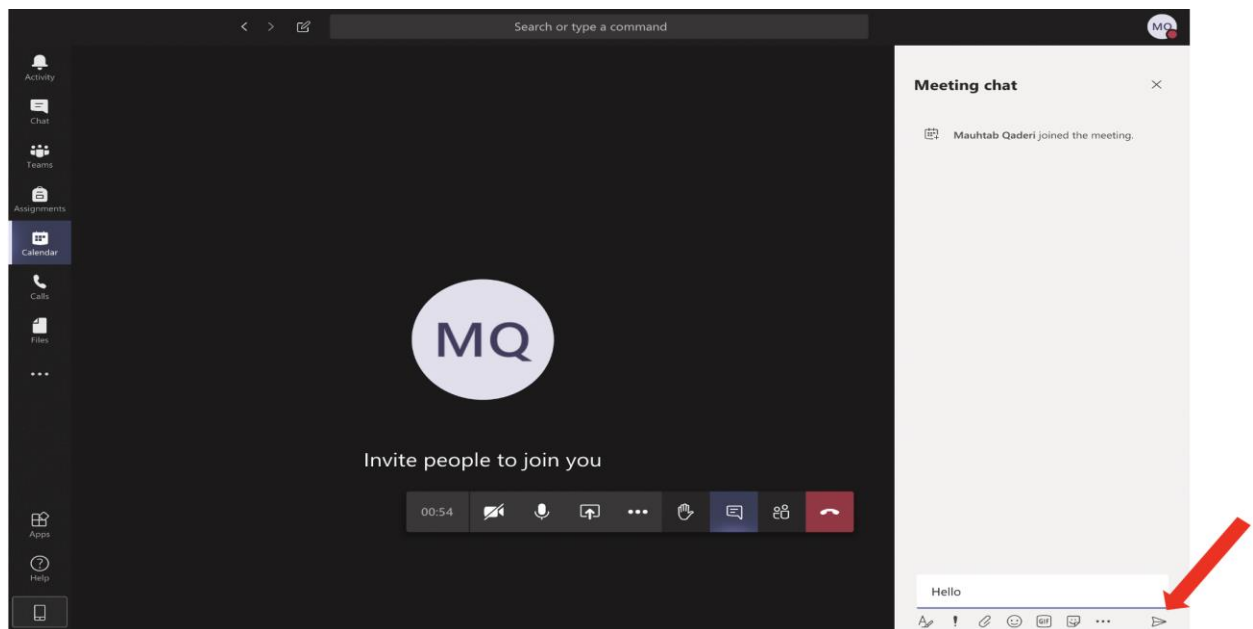 Search or type a command
MQ
Activity
Chat
Teams
Assignments
Calendar
Calls
Files
Apps
Help
MQ
Invite people to join you
00:54
Meeting chat
Mauhtab Qaderi joined the meeting.
Hello
GIF